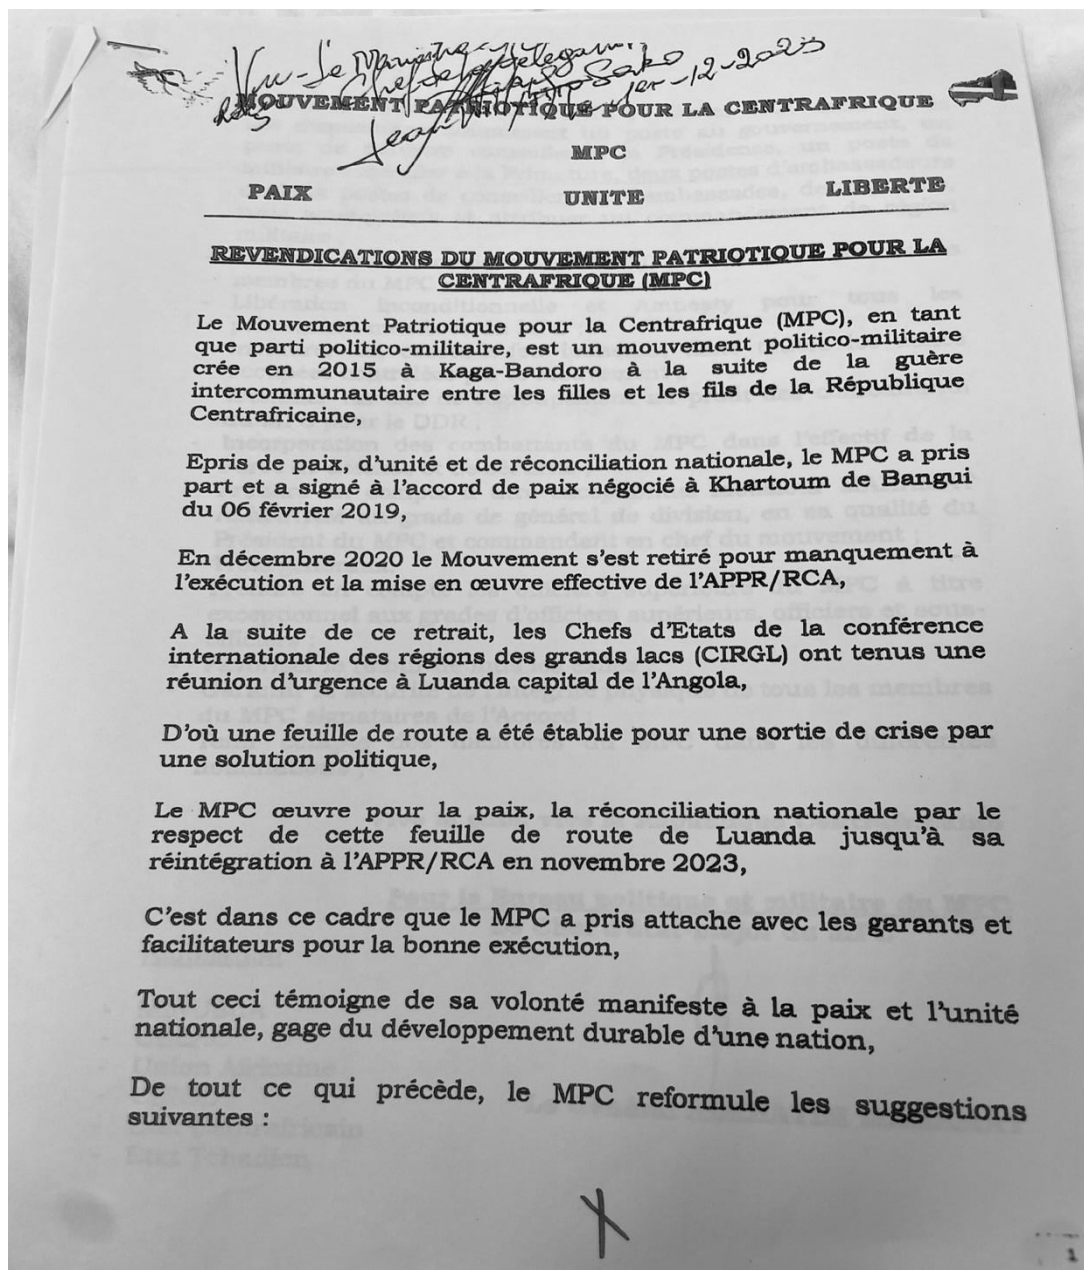 Vu-le Ministre
Chef de
Jean
1er-12-2023
MOUVEMENT PATRIOTIQUE POUR LA CENTRAFRIQUE
MPC
PAIX UNITE LIBERTE
REVENDICATIONS DU MOUVEMENT PATRIOTIQUE POUR LA
CENTRAFRIQUE (MPC)
Le Mouvement Patriotique pour la Centrafrique (MPC), en tant
que parti politico-militaire, est un mouvement politico-militaire
crée en 2015 à Kaga-Bandoro à la suite de la guère
intercommunautaire entre les filles et les fils de la République
Centrafricaine,
Epris de paix, d'unité et de réconciliation nationale, le MPC a pris
part et a signé à l'accord de paix négocié à Khartoum de Bangui
du 06 février 2019,
En décembre 2020 le Mouvement s'est retiré pour manquement à
l'exécution et la mise en œuvre effective de l'APPR/RCA,
A la suite de ce retrait, les Chefs d'Etats de la conférence
internationale des régions des grands lacs (CIRGL) ont tenus une
réunion d'urgence à Luanda capital de l'Angola,
D'où une feuille de route a été établie pour une sortie de crise par
une solution politique,
Le MPC œuvre pour la paix, la réconciliation nationale par le
respect de cette feuille de route de Luanda jusqu'à sa
réintégration à l'APPR/RCA en novembre 2023,
C'est dans ce cadre que le MPC a pris attache avec les garants et
facilitateurs pour la bonne exécution,
Tout ceci témoigne de sa volonté manifeste à la paix et l'unité
nationale, gage du développement durable d'une nation,
De tout ce qui précède, le MPC reformule les suggestions
suivantes :
1